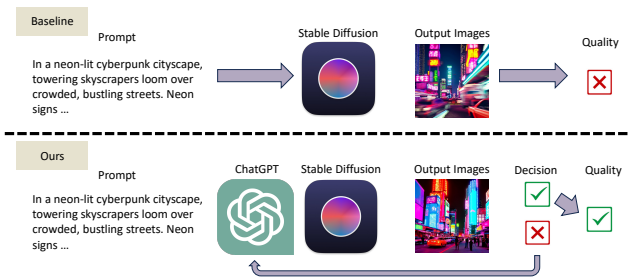 Baseline
Prompt
Stable Diffusion
Output Images
Quality
In a neon-lit cyberpunk cityscape,
towering skyscrapers loom over
crowded, bustling streets. Neon
signs ...
Ours
Prompt
ChatGPT
Stable Diffusion
Output Images
Decision
Quality
In a neon-lit cyberpunk cityscape,
towering skyscrapers loom over
crowded, bustling streets. Neon
signs ...